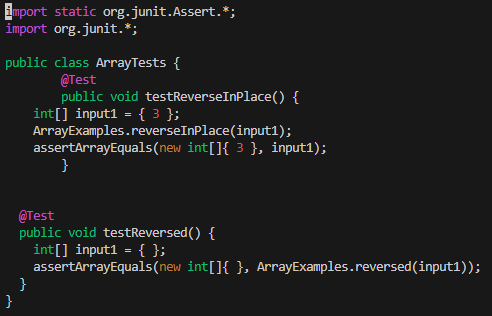 import static org.junit.Assert.*;
import org.junit.*;

public class ArrayTests {
        @Test
        public void testReverseInPlace() {
    int[] input1 = { 3 };
    ArrayExamples.reverseInPlace(input1);
    assertArrayEquals(new int[]{ 3 }, input1);
        }


  @Test
  public void testReversed() {
    int[] input1 = { };
    assertArrayEquals(new int[]{ }, ArrayExamples.reversed(input1));
  }
}